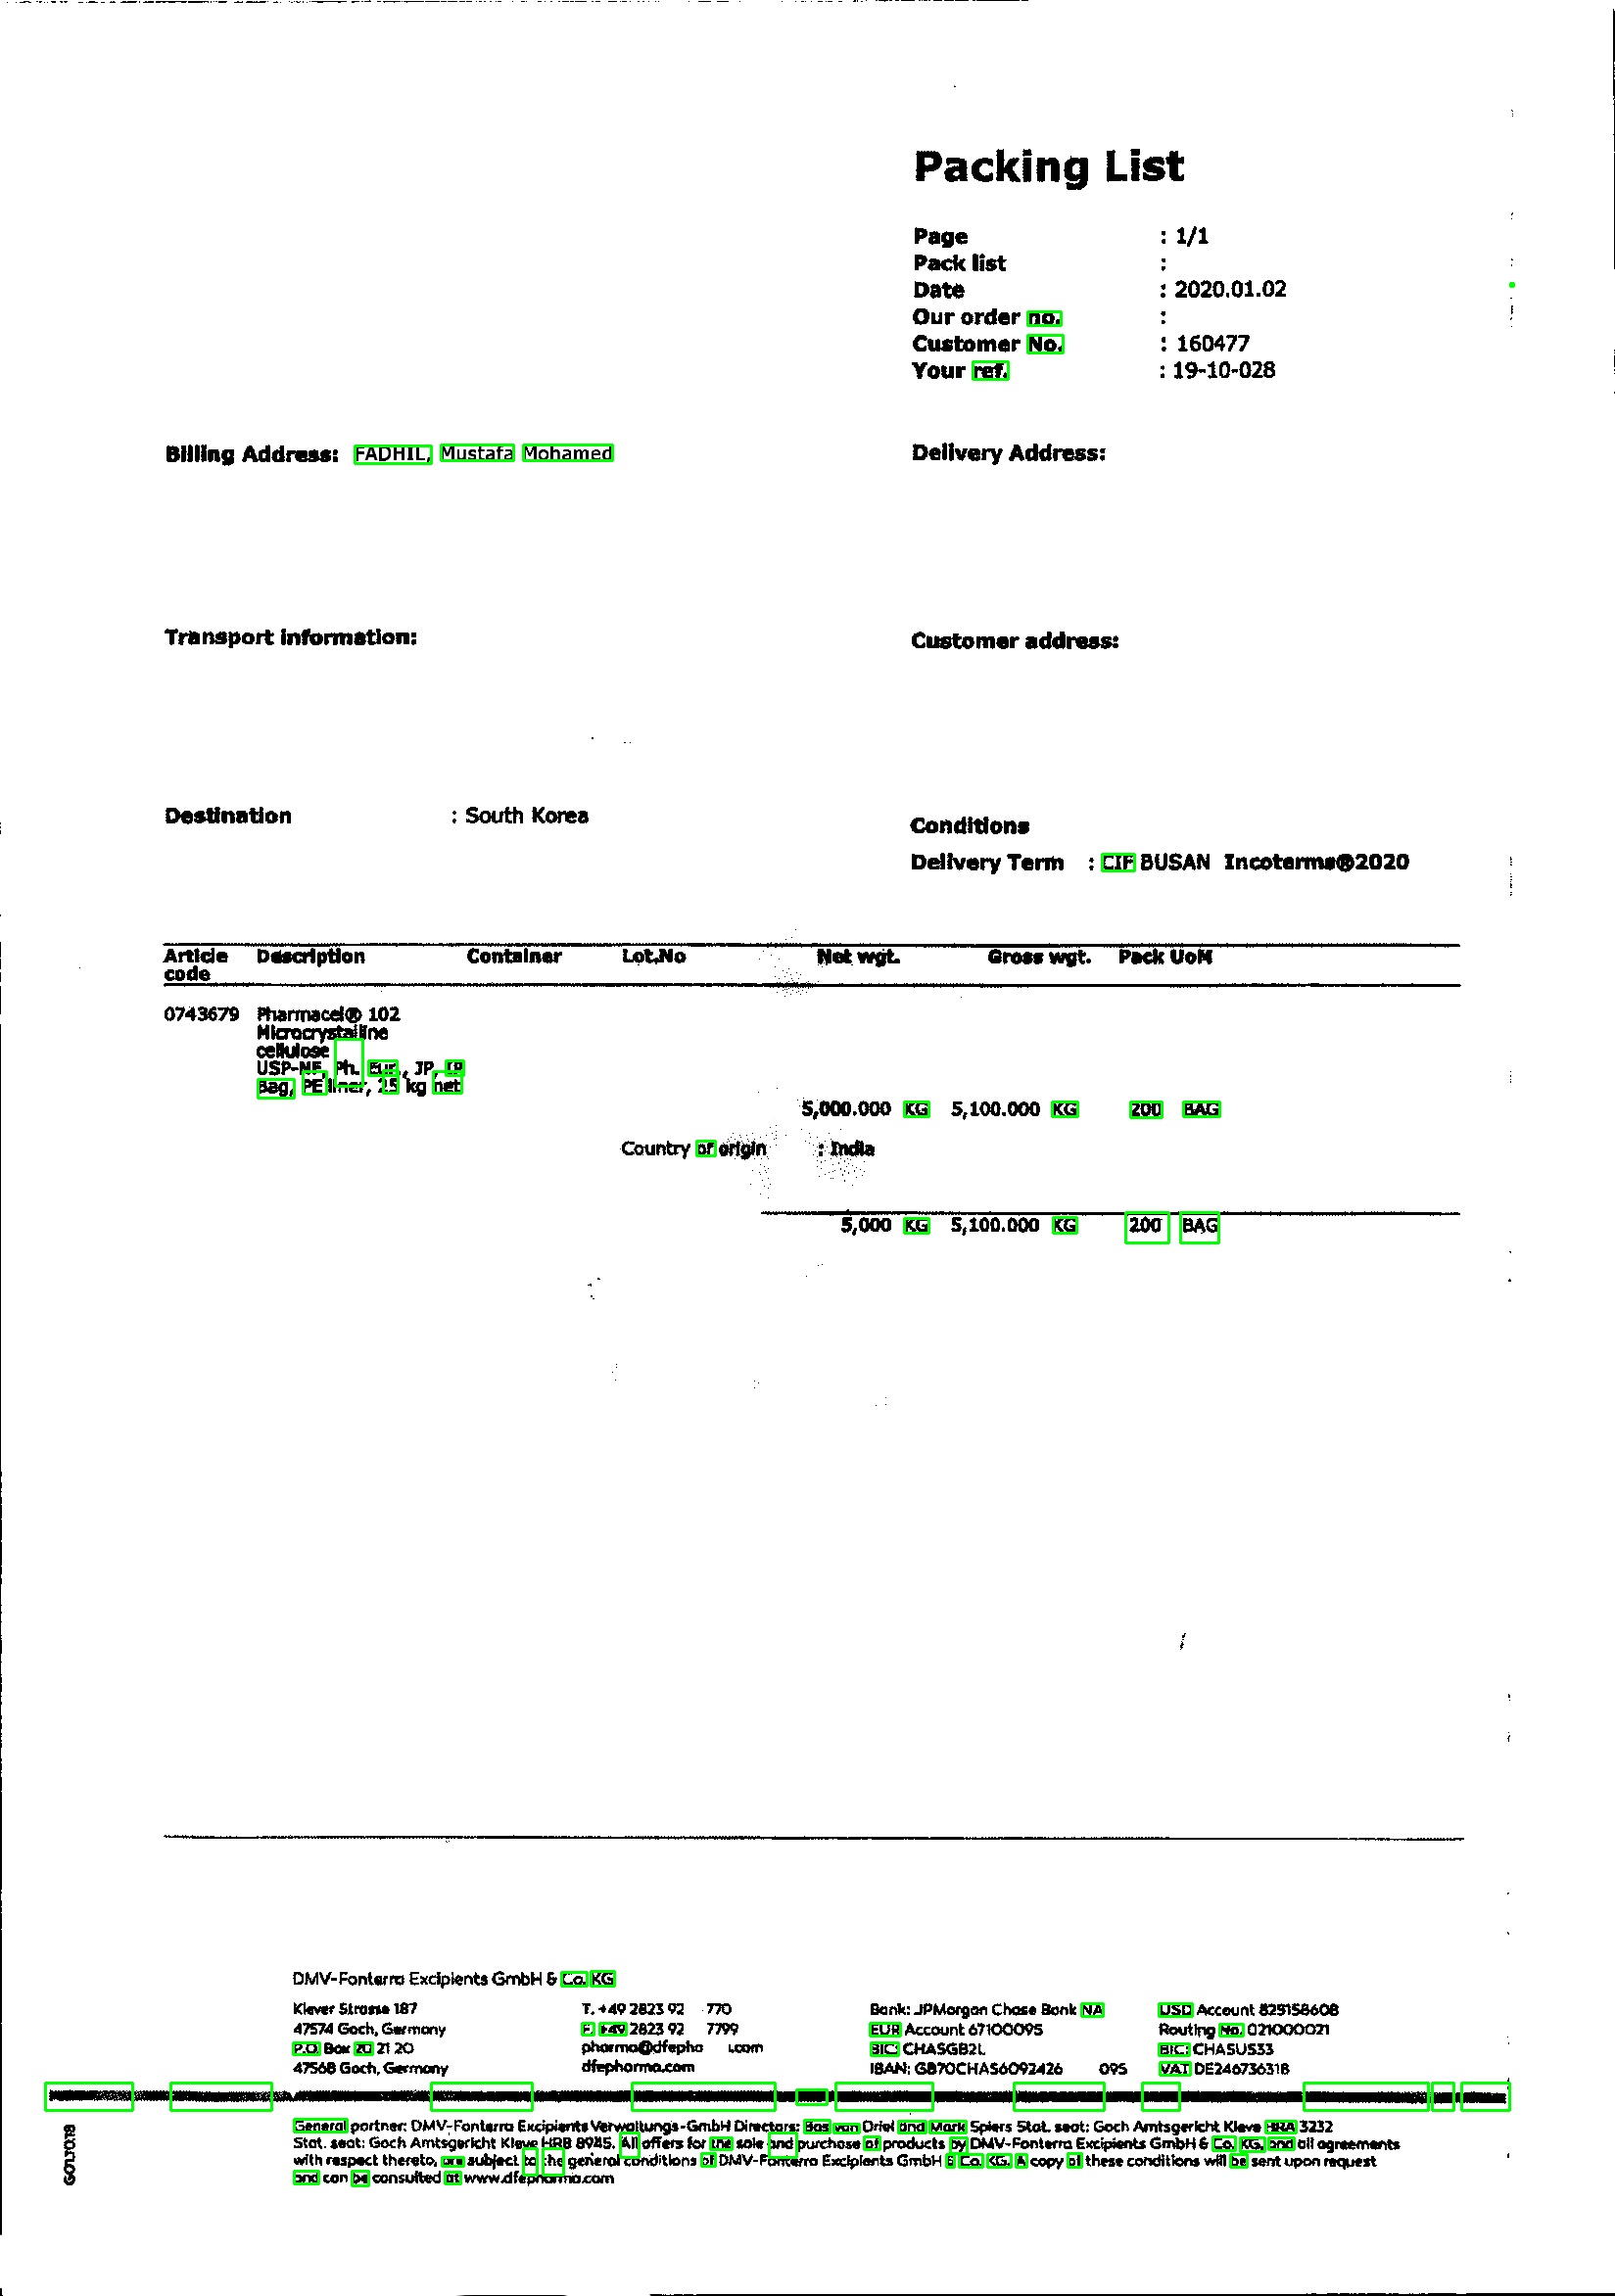 Packing List
Page : 1/1
Pack list :
Date : 2020.01.02
Our order no. :
Customer No. : 160477
Your ref. : 19-10-028
Billing Address: FADHIL, Mustafa Mohamed
Delivery Address:
Transport information:
Customer address:
Destination : South Korea
Conditions
Delivery Term : CIF BUSAN Incoterms®2020
Article code Description Container Lot.No Net wgt. Gross wgt. Pack UoM
0743679 Pharmacel® 102
Microcrystalline
cellulose
USP-NF, Ph. Eur., JP, IP
Bag, PE liner, 25 kg net
5,000.000 KG 5,100.000 KG 200 BAG
Country of origin : India
5,000 KG 5,100.000 KG 200 BAG
DMV-Fonterra Excipients GmbH & Co. KG
Klever Strasse 187
47574 Goch, Germany
P.O. Box 20 21 20
47568 Goch, Germany
T. +49 2823 92 770
F. +49 2823 92 7799
pharma@dfepha .com
dfepharma.com
Bank: JPMorgan Chase Bank NA
EUR Account 67100095
BIC: CHASGB2L
IBAN: GB70CHAS6092426 095
USD Account 825158608
Routing No. 021000021
BIC: CHASUS33
VAT DE246736318
General partner: DMV-Fonterra Excipients Verwaltungs-GmbH Directors: Bas van Driel and Mark Spiers Stat. seat: Goch Amtsgericht Kleve HRA 3232
Stat. seat: Goch Amtsgericht Kleve HRB 8945. All offers for the sale and purchase of products by DMV-Fonterra Excipients GmbH & Co. KG, and all agreements
with respect thereto, are subject to the general conditions of DMV-Fonterra Excipients GmbH & Co. KG. A copy of these conditions will be sent upon request
and can be consulted at www.dfepharma.com